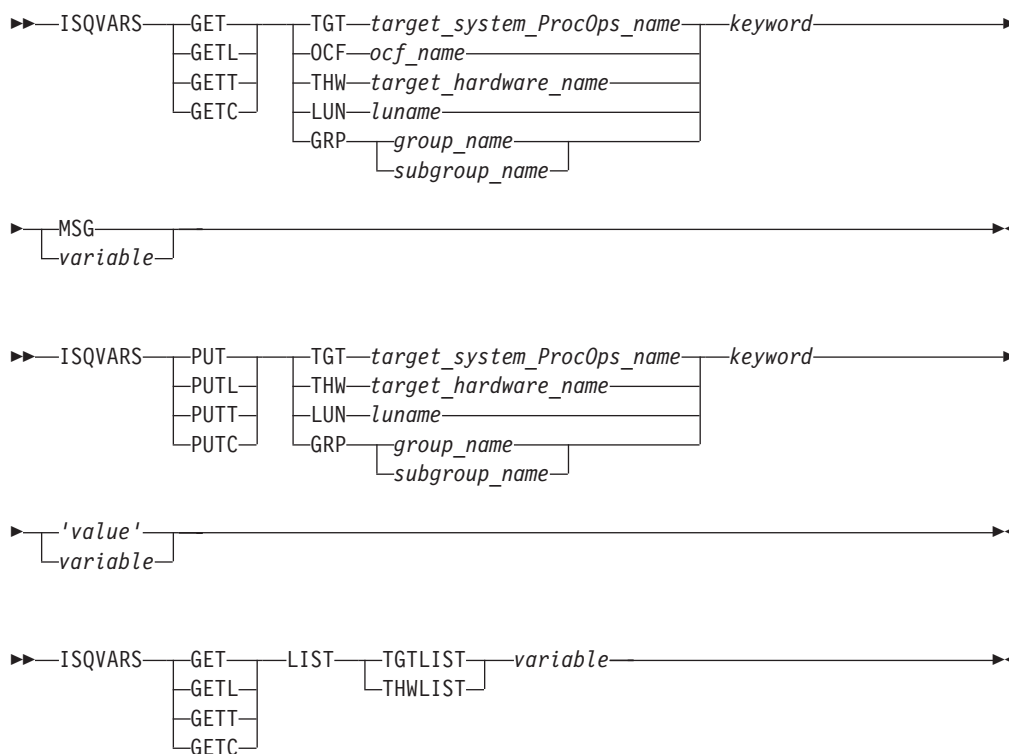 ISQVARS GET TGT target_system_ProcOps_name keyword
GETL OCF ocf_name
GETT THW target_hardware_name
GETC LUN luname
GRP group_name
subgroup_name
MSG
variable
ISQVARS PUT TGT target_system_ProcOps_name keyword
PUTL THW target_hardware_name
PUTT LUN luname
PUTC GRP group_name
subgroup_name
'value'
variable
ISQVARS GET LIST TGTLIST variable
GETL THWLIST
GETT
GETC